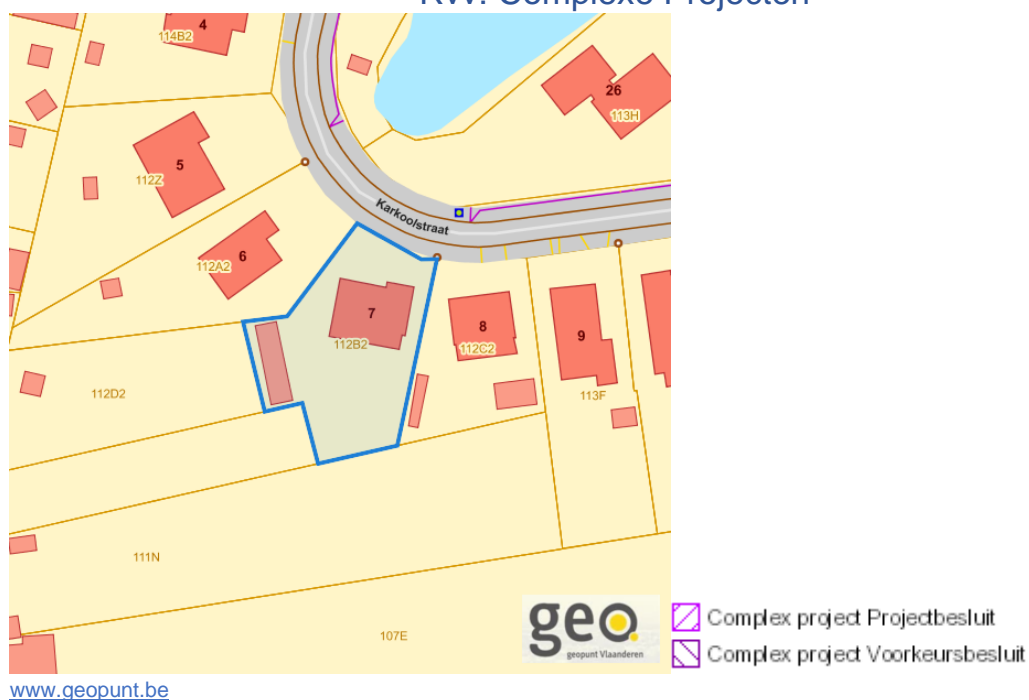 RVV: Complexe Projecten
4
114B2
26
113H
5
112Z
Karkoolstraat
6
112A2
7
112B2
8
112C2
9
113F
112D2
111N
107E
geo
geopunt Vlaanderen
Complex project Projectbesluit
Complex project Voorkeursbesluit
www.geopunt.be